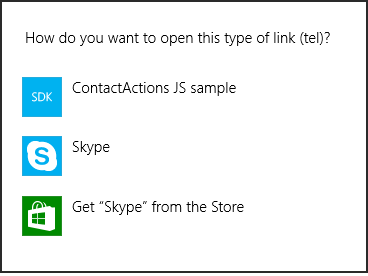 How do you want to open this type of link (tel)?
SDK
ContactActions JS sample
Skype
Get “Skype” from the Store